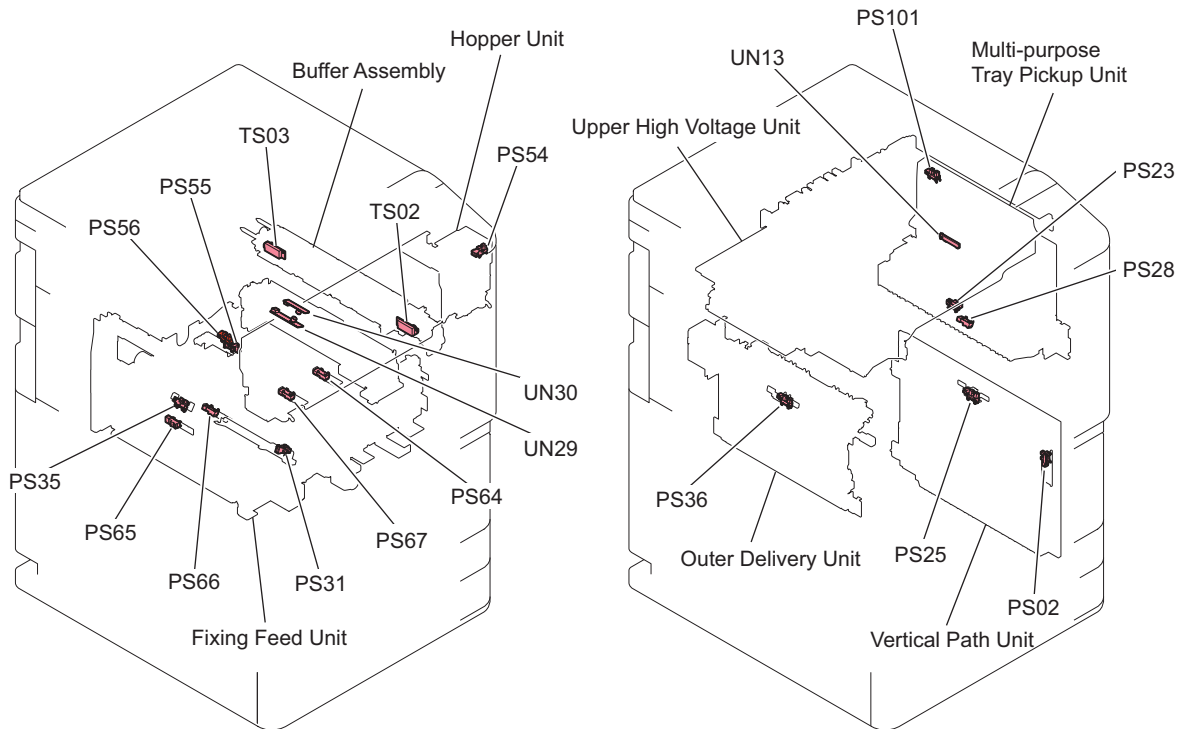 Hopper Unit
Buffer Assembly
TS03
PS54
PS55
TS02
PS56
UN30
UN29
PS35
PS64
PS65
PS67
PS66
PS31
Fixing Feed Unit
PS101
Multi-purpose
Tray Pickup Unit
UN13
Upper High Voltage Unit
PS23
PS28
PS36
PS25
Outer Delivery Unit
PS02
Vertical Path Unit